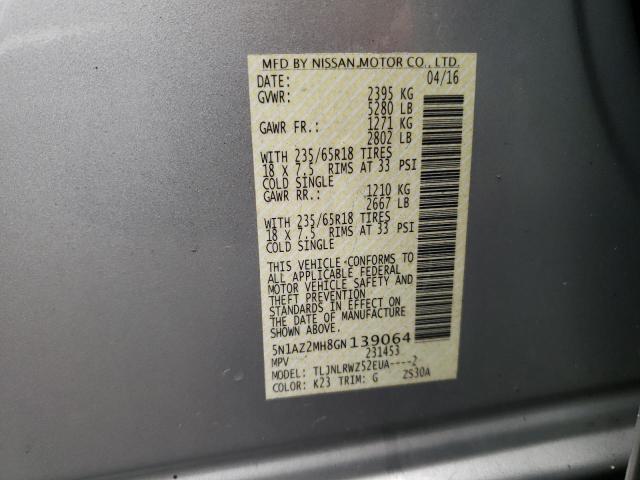 MFD BY NISSAN MOTOR CO., LTD.
DATE: 04/16
GVWR: 2395 KG
5280 LB
GAWR FR.: 1271 KG
2802 LB
WITH 235/65R18 TIRES
18 X 7.5 RIMS AT 33 PSI
COLD SINGLE
GAWR RR.: 1210 KG
2667 LB
WITH 235/65R18 TIRES
18 X 7.5 RIMS AT 33 PSI
COLD SINGLE
THIS VEHICLE CONFORMS TO
ALL APPLICABLE FEDERAL
MOTOR VEHICLE SAFETY AND
THEFT PREVENTION
STANDARDS IN EFFECT ON
THE DATE OF MANUFACTURE
SHOWN ABOVE.
5N1AZ2MH8GN139064
MPV 231453
MODEL: TLJNLRWZ52EUA----2
COLOR: K23 TRIM: G ZS30A